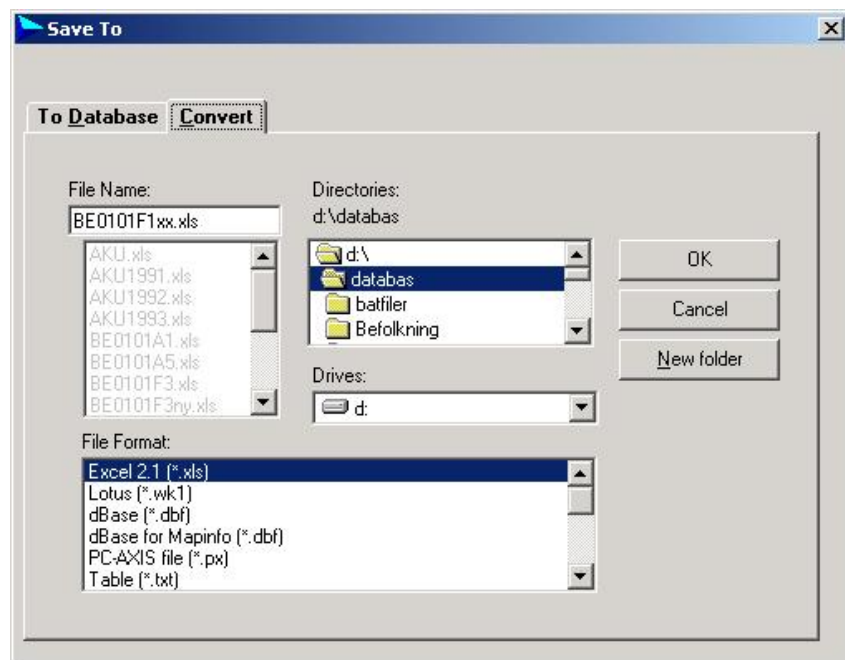 Save To
To Database
Convert
File Name:
BE0101F1xx.xls
AKU.xls
AKU1991.xls
AKU1992.xls
AKU1993.xls
BE0101A1.xls
BE0101A5.xls
BE0101F3.xls
BE0101F3ny.xls
Directories:
d:\databas
d:\
databas
batfiler
Befolkning
Drives:
d:
OK
Cancel
New folder
File Format:
Excel 2.1 (*.xls)
Lotus (*.wk1)
dBase (*.dbf)
dBase for Mapinfo (*.dbf)
PC-AXIS file (*.px)
Table (*.txt)